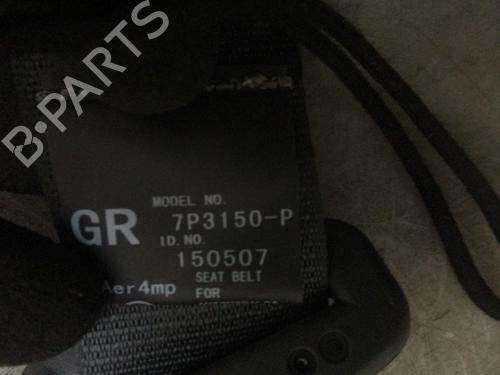 B-PARTS
MODEL NO.
GR 7P3150-P
ID.NO.
150507
SEAT BELT
Aer4mp FOR